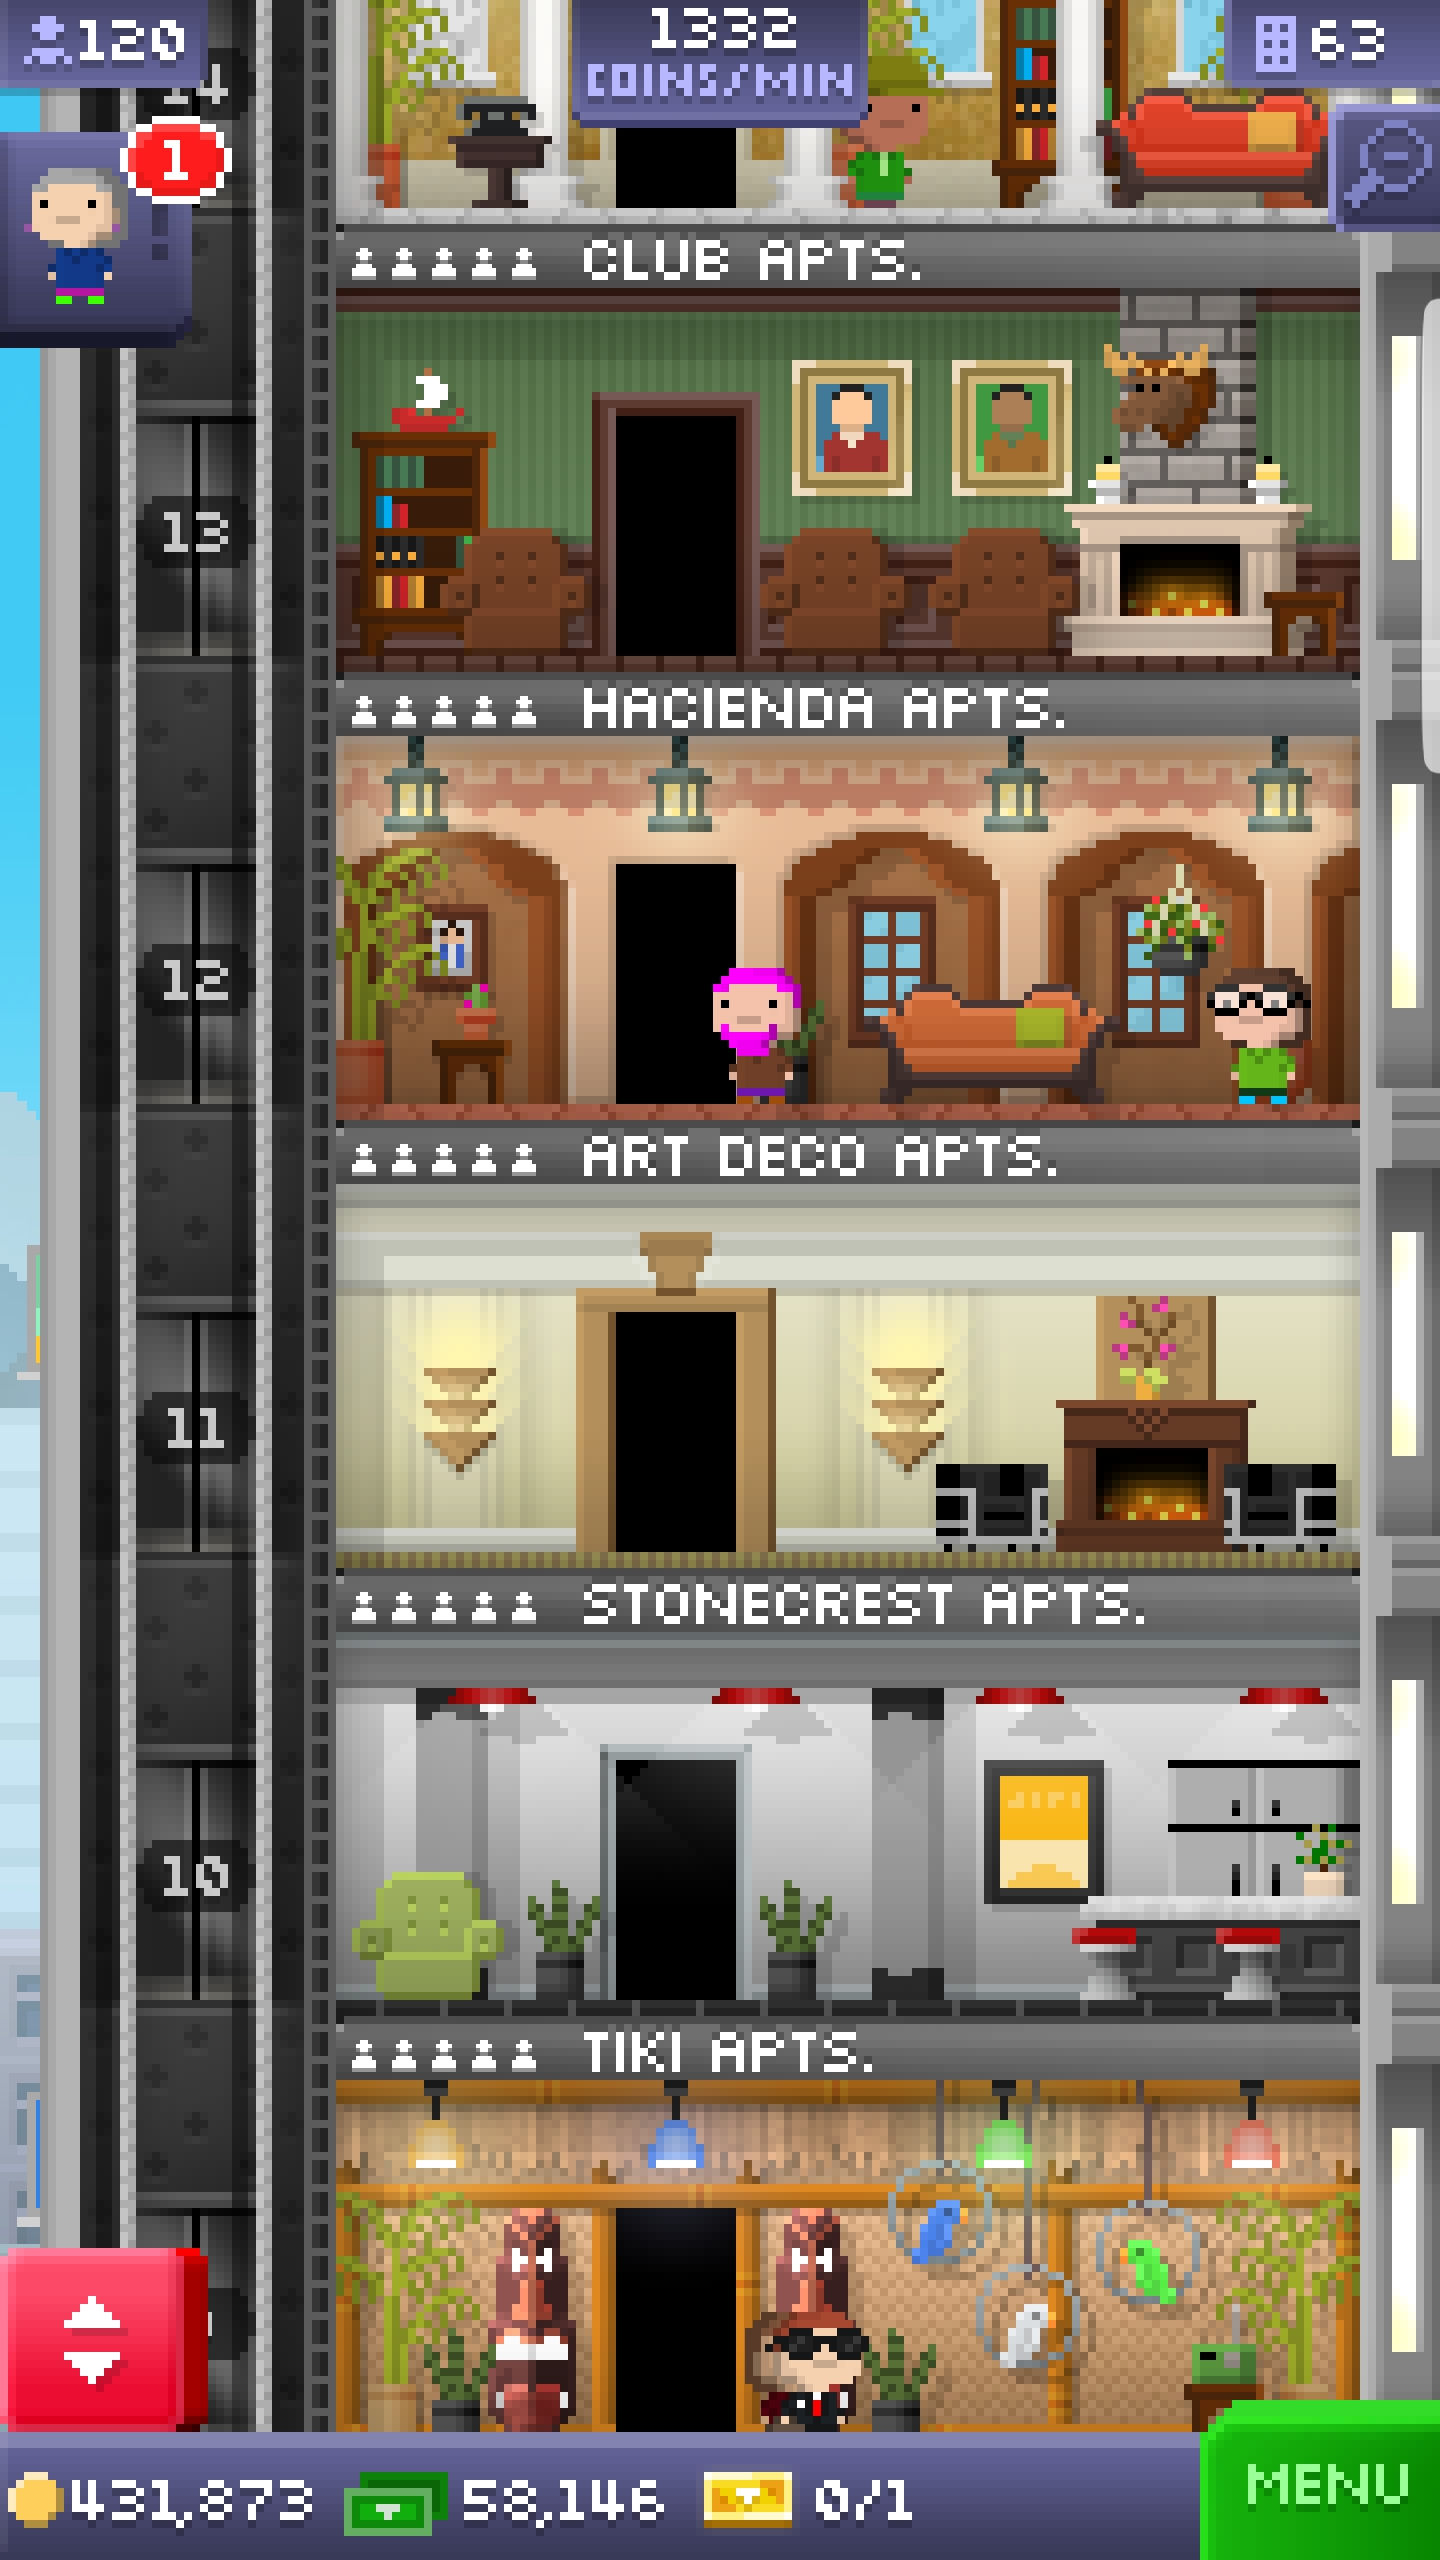 120
1332
COINS/MIN
63
14
1
CLUB APTS.
13
HACIENDA APTS.
12
ART DECO APTS.
11
STONECREST APTS.
10
TIKI APTS.
431,873
58,146
0/1
MENU